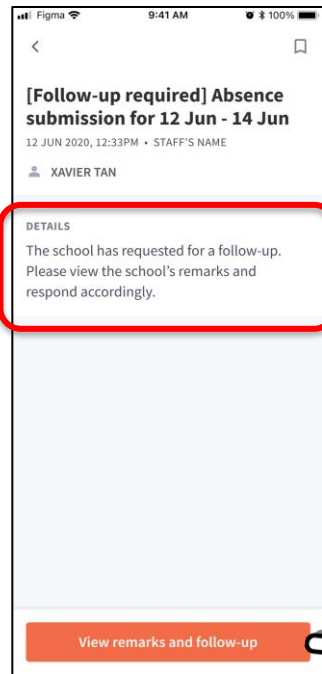 Figma 9:41 AM 100%
[Follow-up required] Absence
submission for 12 Jun - 14 Jun
12 JUN 2020, 12:33PM • STAFF'S NAME
XAVIER TAN
DETAILS
The school has requested for a follow-up.
Please view the school's remarks and
respond accordingly.
View remarks and follow-up